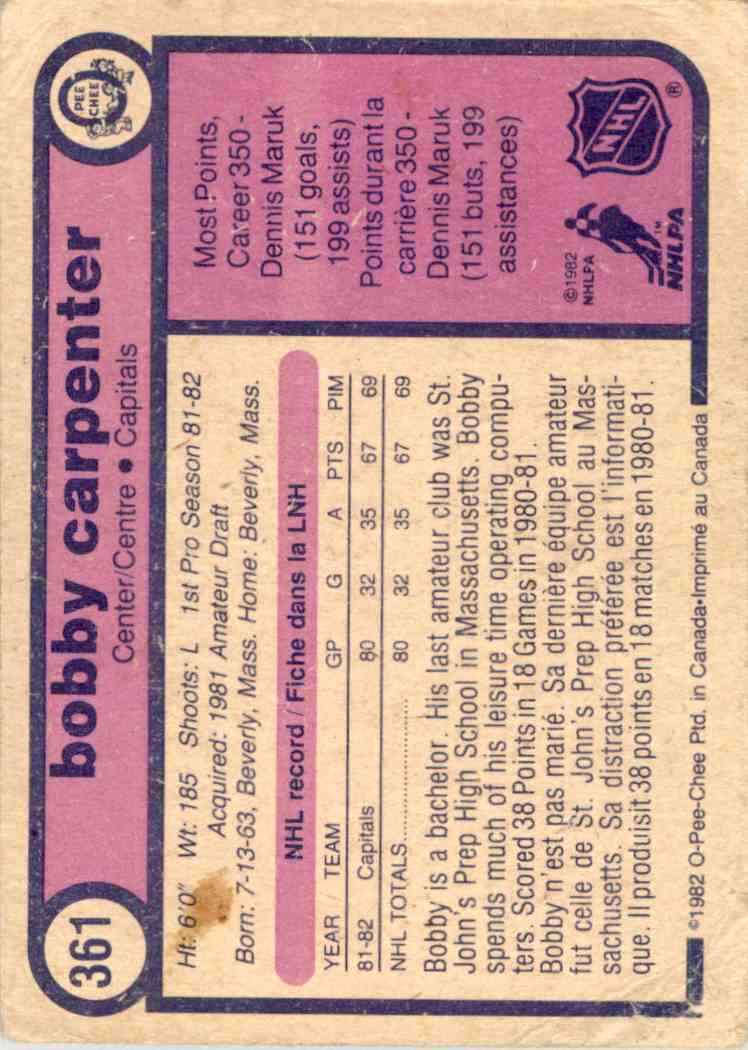 361
bobby carpenter
Center/Centre • Capitals
O PEE CHEE
Ht: 6'0" Wt: 185 Shoots: L 1st Pro Season 81-82
Acquired: 1981 Amateur Draft
Born: 7-13-63, Beverly, Mass. Home: Beverly, Mass.
NHL record / Fiche dans la LNH
YEAR / TEAM GP G A PTS PIM
81-82 Capitals 80 32 35 67 69
NHL TOTALS.................... 80 32 35 67 69
Bobby is a bachelor. His last amateur club was St.
John's Prep High School in Massachusetts. Bobby
spends much of his leisure time operating compu-
ters. Scored 38 Points in 18 Games in 1980-81.
Bobby n'est pas marié. Sa dernière équipe amateur
fut celle de St. John's Prep High School au Mas-
sachusetts. Sa distraction préférée est l'informati-
que. Il produisit 38 points en 18 matches en 1980-81.
Most Points,
Career 350 -
Dennis Maruk
(151 goals,
199 assists)
Points durant la
carrière 350 -
Dennis Maruk
(151 buts, 199
assistances)
©1982
NHLPA
NHLPA™
NHL ®
©1982 O-Pee-Chee Ptd. in Canada•Imprimé au Canada